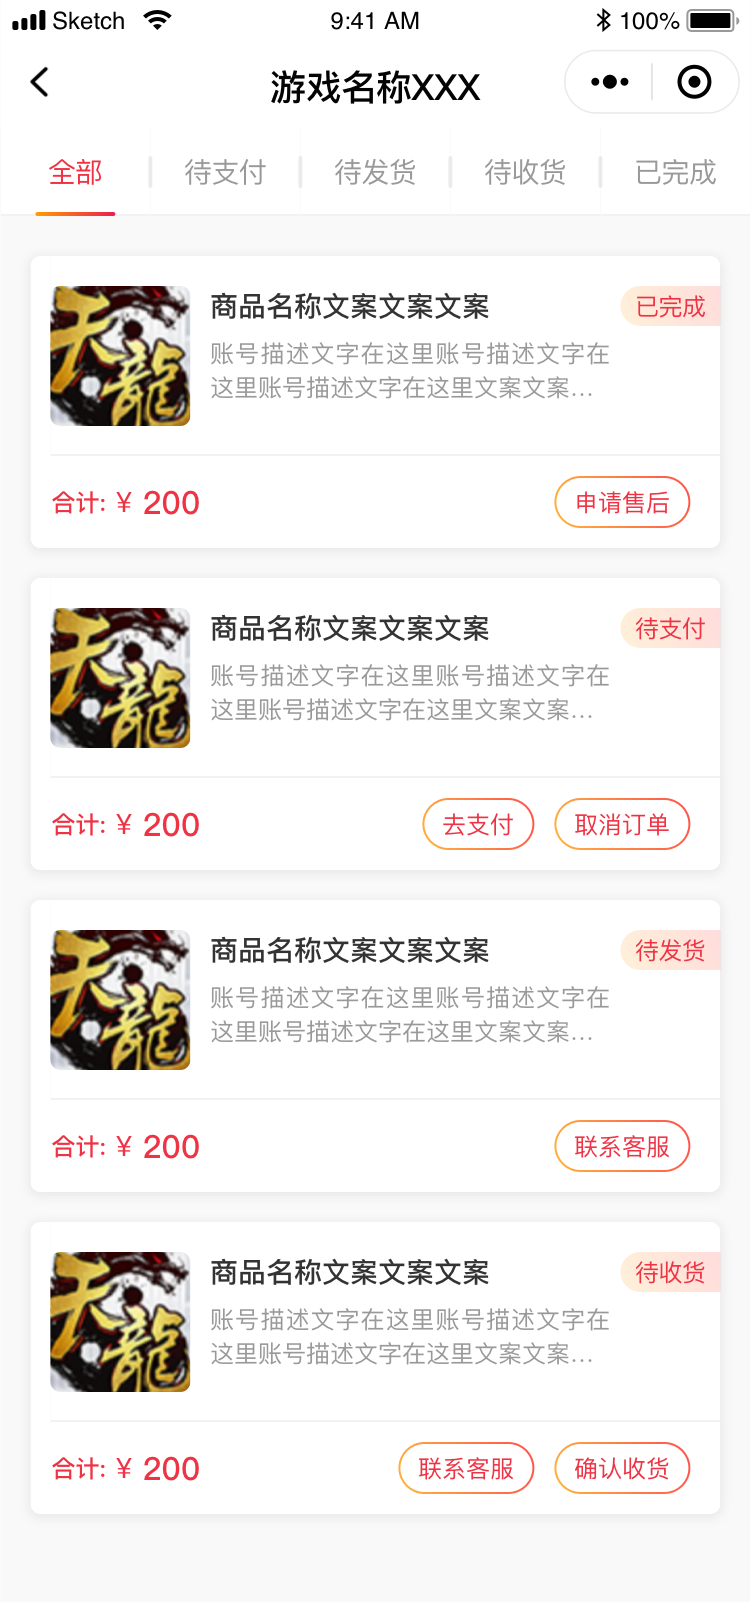 Sketch 9:41 AM 100%
游戏名称XXX
全部 待支付 待发货 待收货 已完成
天龍
商品名称文案文案文案
已完成
账号描述文字在这里账号描述文字在
这里账号描述文字在这里文案文案...
合计: ¥ 200
申请售后
天龍
商品名称文案文案文案
待支付
账号描述文字在这里账号描述文字在
这里账号描述文字在这里文案文案...
合计: ¥ 200
去支付 取消订单
天龍
商品名称文案文案文案
待发货
账号描述文字在这里账号描述文字在
这里账号描述文字在这里文案文案...
合计: ¥ 200
联系客服
天龍
商品名称文案文案文案
待收货
账号描述文字在这里账号描述文字在
这里账号描述文字在这里文案文案...
合计: ¥ 200
联系客服 确认收货